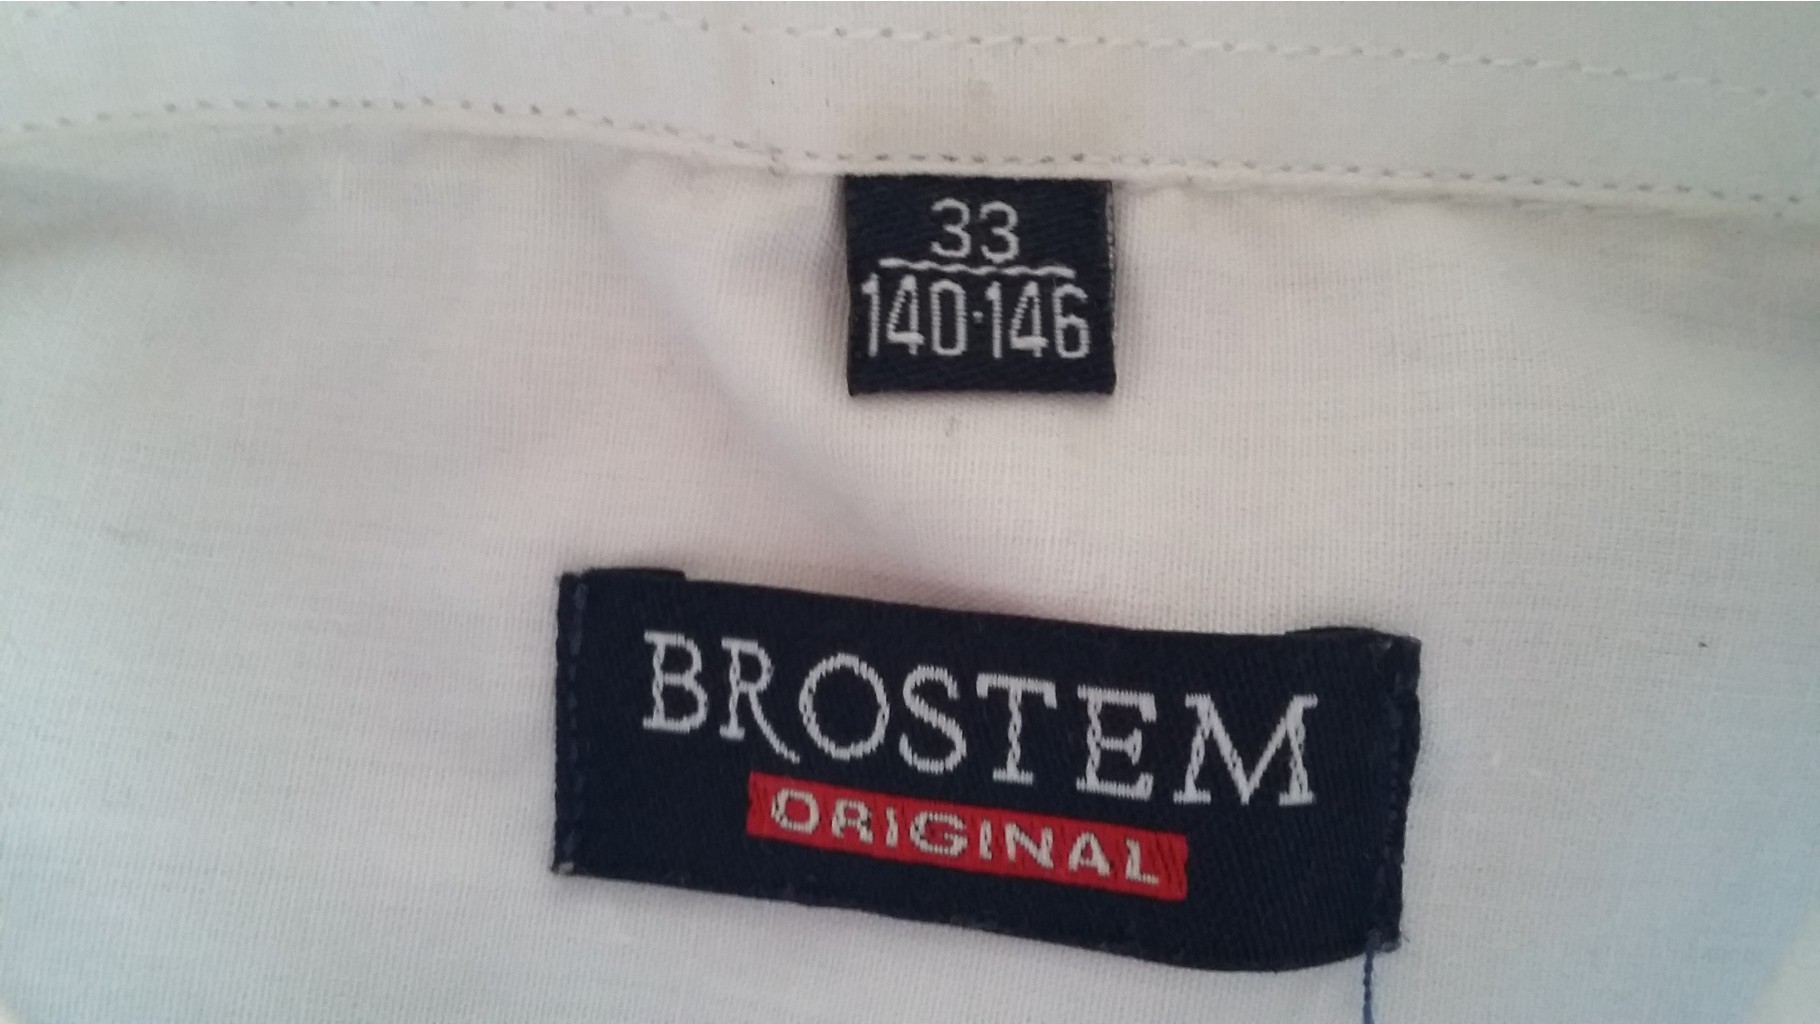 33
140·146
BROSTEM
ORIGINAL